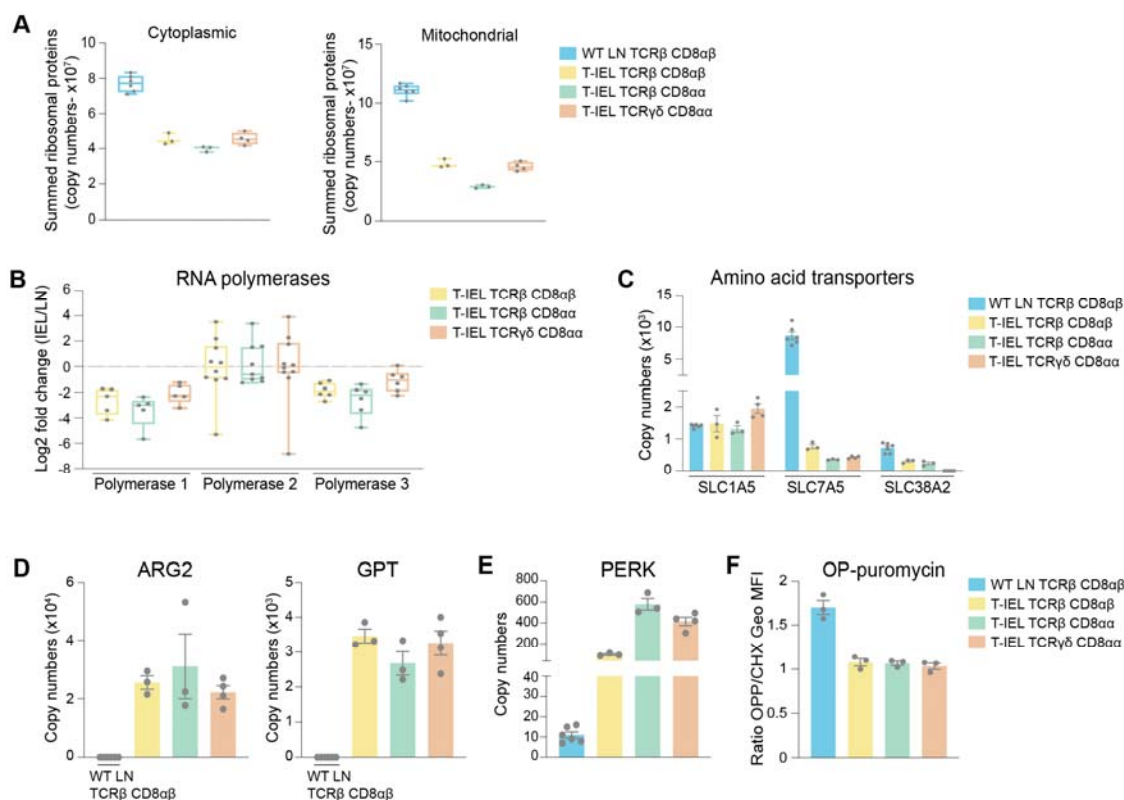 A
Cytoplasmic
Summed ribosomal proteins
(copy numbers- x10⁷)
10
8
6
4
2
0
Mitochondrial
Summed ribosomal proteins
(copy numbers- x10⁷)
15
10
5
0
WT LN TCRβ CD8αβ
T-IEL TCRβ CD8αβ
T-IEL TCRβ CD8αα
T-IEL TCRγδ CD8αα
B
RNA polymerases
Log2 fold change (IEL/LN)
6
4
2
0
-2
-4
-6
-8
Polymerase 1 Polymerase 2 Polymerase 3
T-IEL TCRβ CD8αβ
T-IEL TCRβ CD8αα
T-IEL TCRγδ CD8αα
C
Amino acid transporters
Copy numbers (x10³)
15
10
5
2
1
0
SLC1A5 SLC7A5 SLC38A2
WT LN TCRβ CD8αβ
T-IEL TCRβ CD8αβ
T-IEL TCRβ CD8αα
T-IEL TCRγδ CD8αα
D
ARG2
Copy numbers (x10⁴)
6
4
2
0
WT LN
TCRβ CD8αβ
GPT
Copy numbers (x10³)
5
4
3
2
1
0
WT LN
TCRβ CD8αβ
E
PERK
Copy numbers
800
600
400
200
40
30
20
10
0
F
OP-puromycin
Ratio OPP/CHX Geo MFI
2
1.5
1
0.5
0
WT LN TCRβ CD8αβ
T-IEL TCRβ CD8αβ
T-IEL TCRβ CD8αα
T-IEL TCRγδ CD8αα